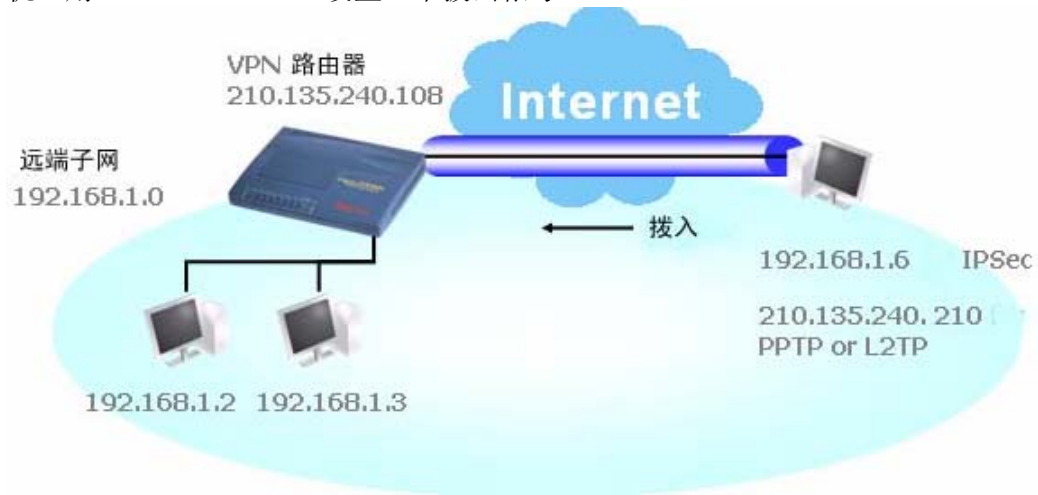 VPN 路由器
210.135.240.108
Internet
远端子网
192.168.1.0
拨入
192.168.1.6 IPSec
210.135.240. 210
PPTP or L2TP
192.168.1.2 192.168.1.3